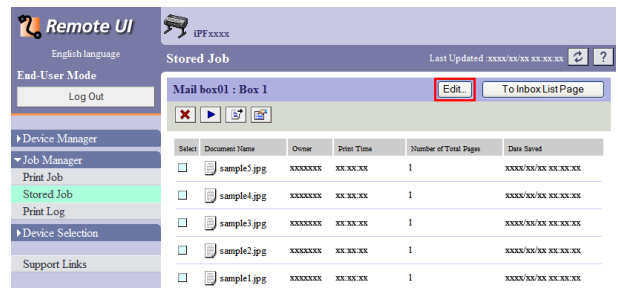 Remote UI
iPFxxxx
English language
Stored Job
Last Updated :xxxx/xx/xx xx:xx:xx
?
End-User Mode
Log Out
Mail box01 : Box 1
Edit...
To Inbox List Page
Device Manager
Job Manager
Print Job
Stored Job
Print Log
Device Selection
Support Links
Select Document Name Owner Print Time Number of Total Pages Date Saved
sample5.jpg xxxxxxx xx:xx:xx 1 xxxx/xx/xx xx:xx:xx
sample4.jpg xxxxxxx xx:xx:xx 1 xxxx/xx/xx xx:xx:xx
sample3.jpg xxxxxxx xx:xx:xx 1 xxxx/xx/xx xx:xx:xx
sample2.jpg xxxxxxx xx:xx:xx 1 xxxx/xx/xx xx:xx:xx
sample1.jpg xxxxxxx xx:xx:xx 1 xxxx/xx/xx xx:xx:xx